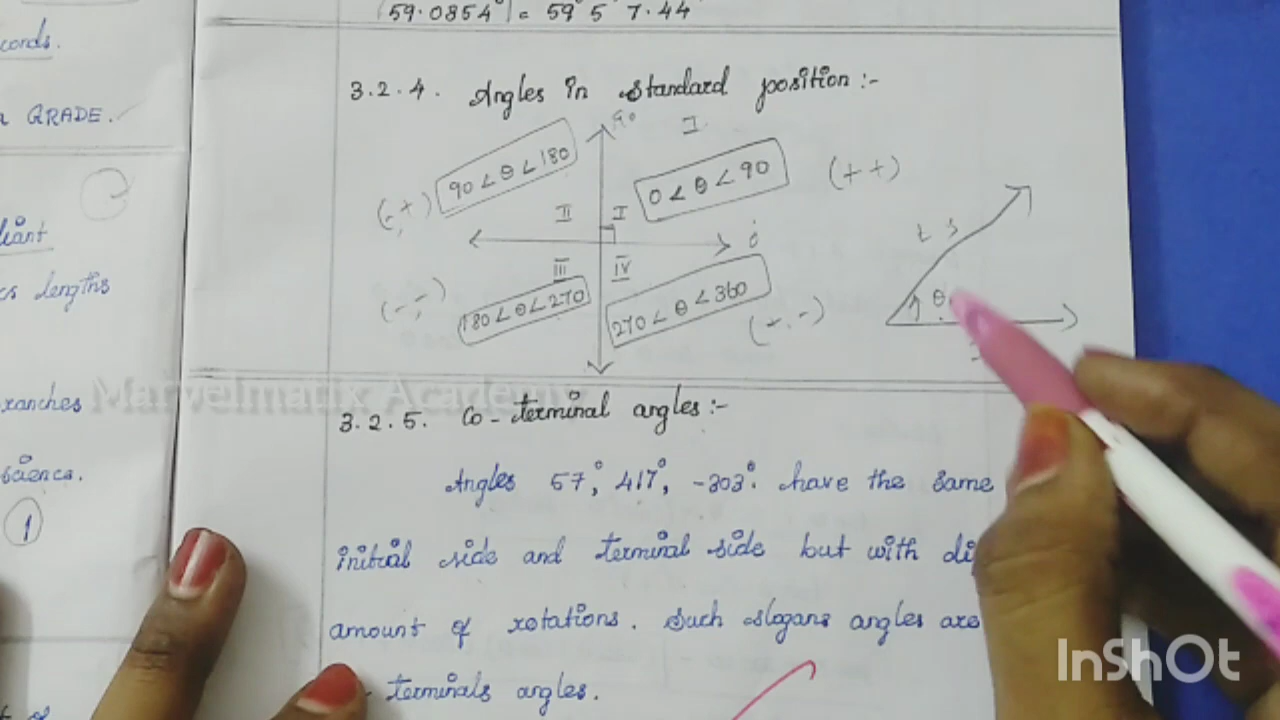 59.0854° = 59° 5' 7.44"
cords.
GRADE.
3.2.4. Angles in standard position:-
90 I
90 < θ < 180
0 < θ < 90
(-,+)
(+ +)
II I
0
t s
III IV
θ
(-,-)
180 < θ < 270
270 < θ < 360
(+,-)
lengths
ranches
Marvelmatix Academy
3.2.5. Co-terminal angles:-
science.
Angles 57°, 417°, -303°. have the same
1
initial side and terminal side but with di
amount of rotations. Such slogans angles are
terminals angles.
InShOt